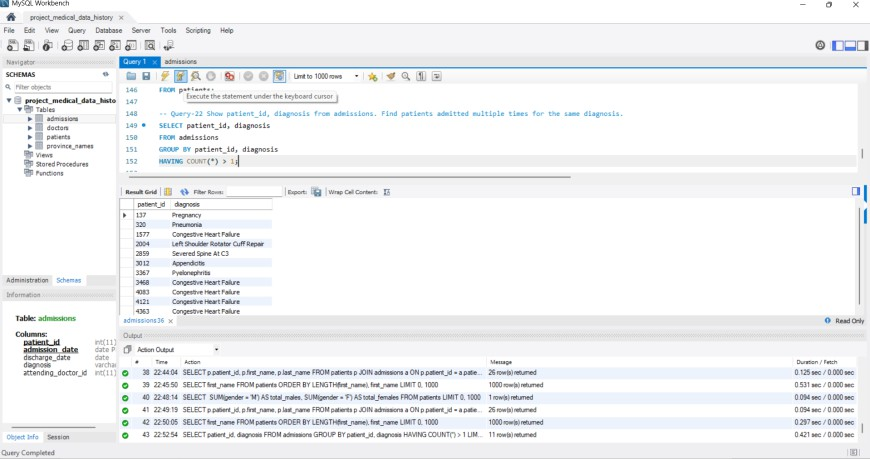 MySQL Workbench
project_medical_data_history
File Edit View Query Database Server Tools Scripting Help
Navigator
SCHEMAS
Filter objects
project_medical_data_histo
Tables
admissions
doctors
patients
province_names
Views
Stored Procedures
Functions
Administration Schemas
Information
Table: admissions
Columns:
patient_id int(11)
admission_date date P
discharge_date date
diagnosis varchar
attending_doctor_id int(11)
Object Info Session
Query Completed
Query 1 admissions
Limit to 1000 rows
146 FROM patients;
Execute the statement under the keyboard cursor
147
148 -- Query-22 Show patient_id, diagnosis from admissions. Find patients admitted multiple times for the same diagnosis.
149 SELECT patient_id, diagnosis
150 FROM admissions
151 GROUP BY patient_id, diagnosis
152 HAVING COUNT(*) > 1;
Result Grid Filter Rows: Export: Wrap Cell Content:
patient_id diagnosis
137 Pregnancy
320 Pneumonia
1577 Congestive Heart Failure
2004 Left Shoulder Rotator Cuff Repair
2859 Severed Spine At C3
3012 Appendicitis
3367 Pyelonephritis
3468 Congestive Heart Failure
4083 Congestive Heart Failure
4121 Congestive Heart Failure
4363 Congestive Heart Failure
admissions36 Read Only
Output
Action Output
# Time Action Message Duration / Fetch
38 22:44:04 SELECT p.patient_id, p.first_name, p.last_name FROM patients p JOIN admissions a ON p.patient_id = a.patie... 26 row(s) returned 0.125 sec / 0.000 sec
39 22:45:50 SELECT first_name FROM patients ORDER BY LENGTH(first_name), first_name LIMIT 0, 1000 1000 row(s) returned 0.531 sec / 0.000 sec
40 22:48:14 SELECT SUM(gender = 'M') AS total_males, SUM(gender = 'F') AS total_females FROM patients LIMIT 0, 1000 1 row(s) returned 0.094 sec / 0.000 sec
41 22:49:19 SELECT p.patient_id, p.first_name, p.last_name FROM patients p JOIN admissions a ON p.patient_id = a.patie... 26 row(s) returned 0.094 sec / 0.000 sec
42 22:50:05 SELECT first_name FROM patients ORDER BY LENGTH(first_name), first_name LIMIT 0, 1000 1000 row(s) returned 0.297 sec / 0.000 sec
43 22:52:54 SELECT patient_id, diagnosis FROM admissions GROUP BY patient_id, diagnosis HAVING COUNT(*) > 1 LIM... 11 row(s) returned 0.421 sec / 0.000 sec